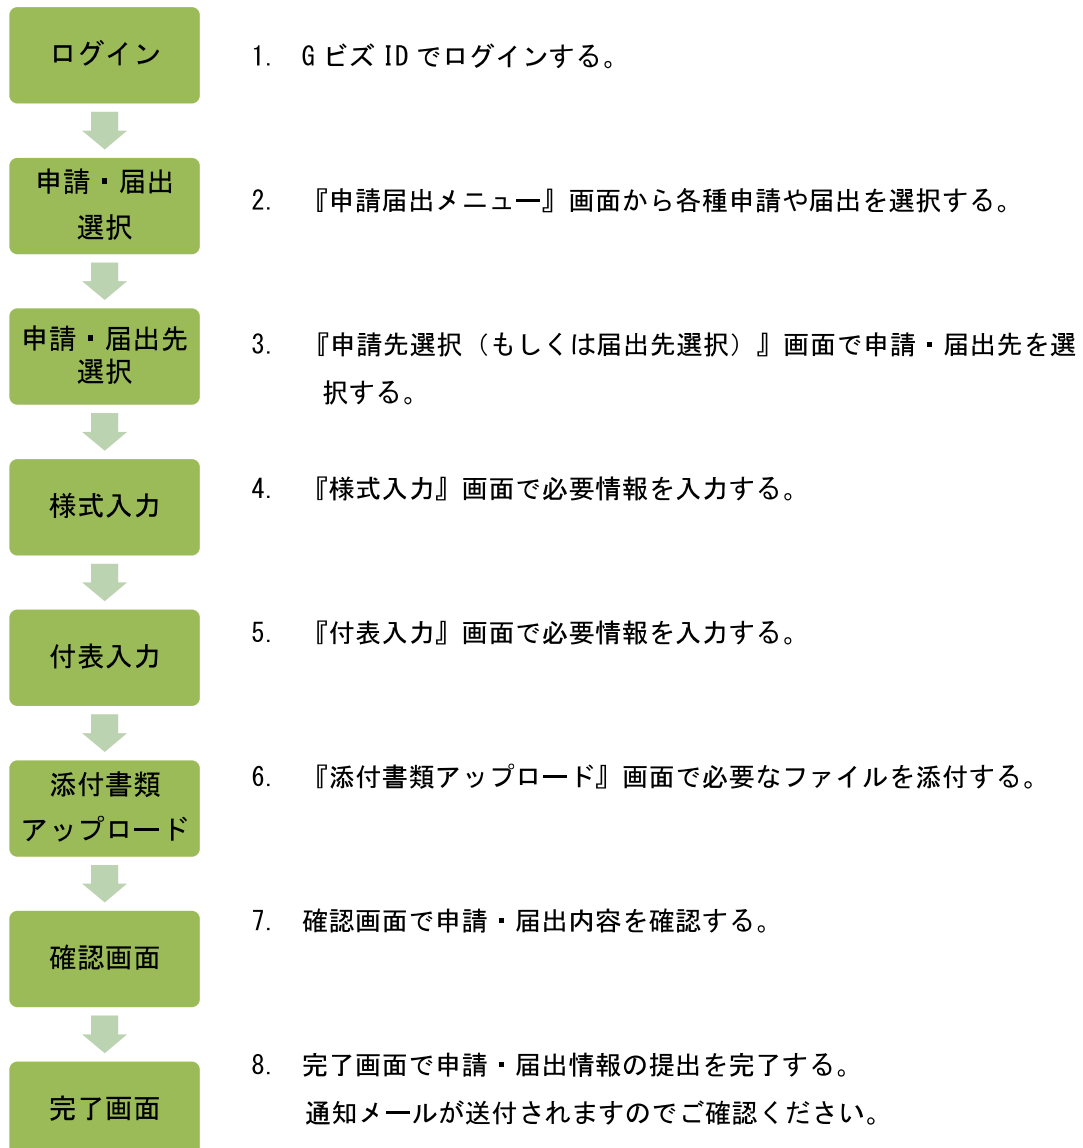 ログイン
1. GビズIDでログインする。
申請・届出
選択
2. 『申請届出メニュー』画面から各種申請や届出を選択する。
申請・届出先
選択
3. 『申請先選択（もしくは届出先選択）』画面で申請・届出先を選
択する。
様式入力
4. 『様式入力』画面で必要情報を入力する。
付表入力
5. 『付表入力』画面で必要情報を入力する。
添付書類
アップロード
6. 『添付書類アップロード』画面で必要なファイルを添付する。
確認画面
7. 確認画面で申請・届出内容を確認する。
完了画面
8. 完了画面で申請・届出情報の提出を完了する。
通知メールが送付されますのでご確認ください。